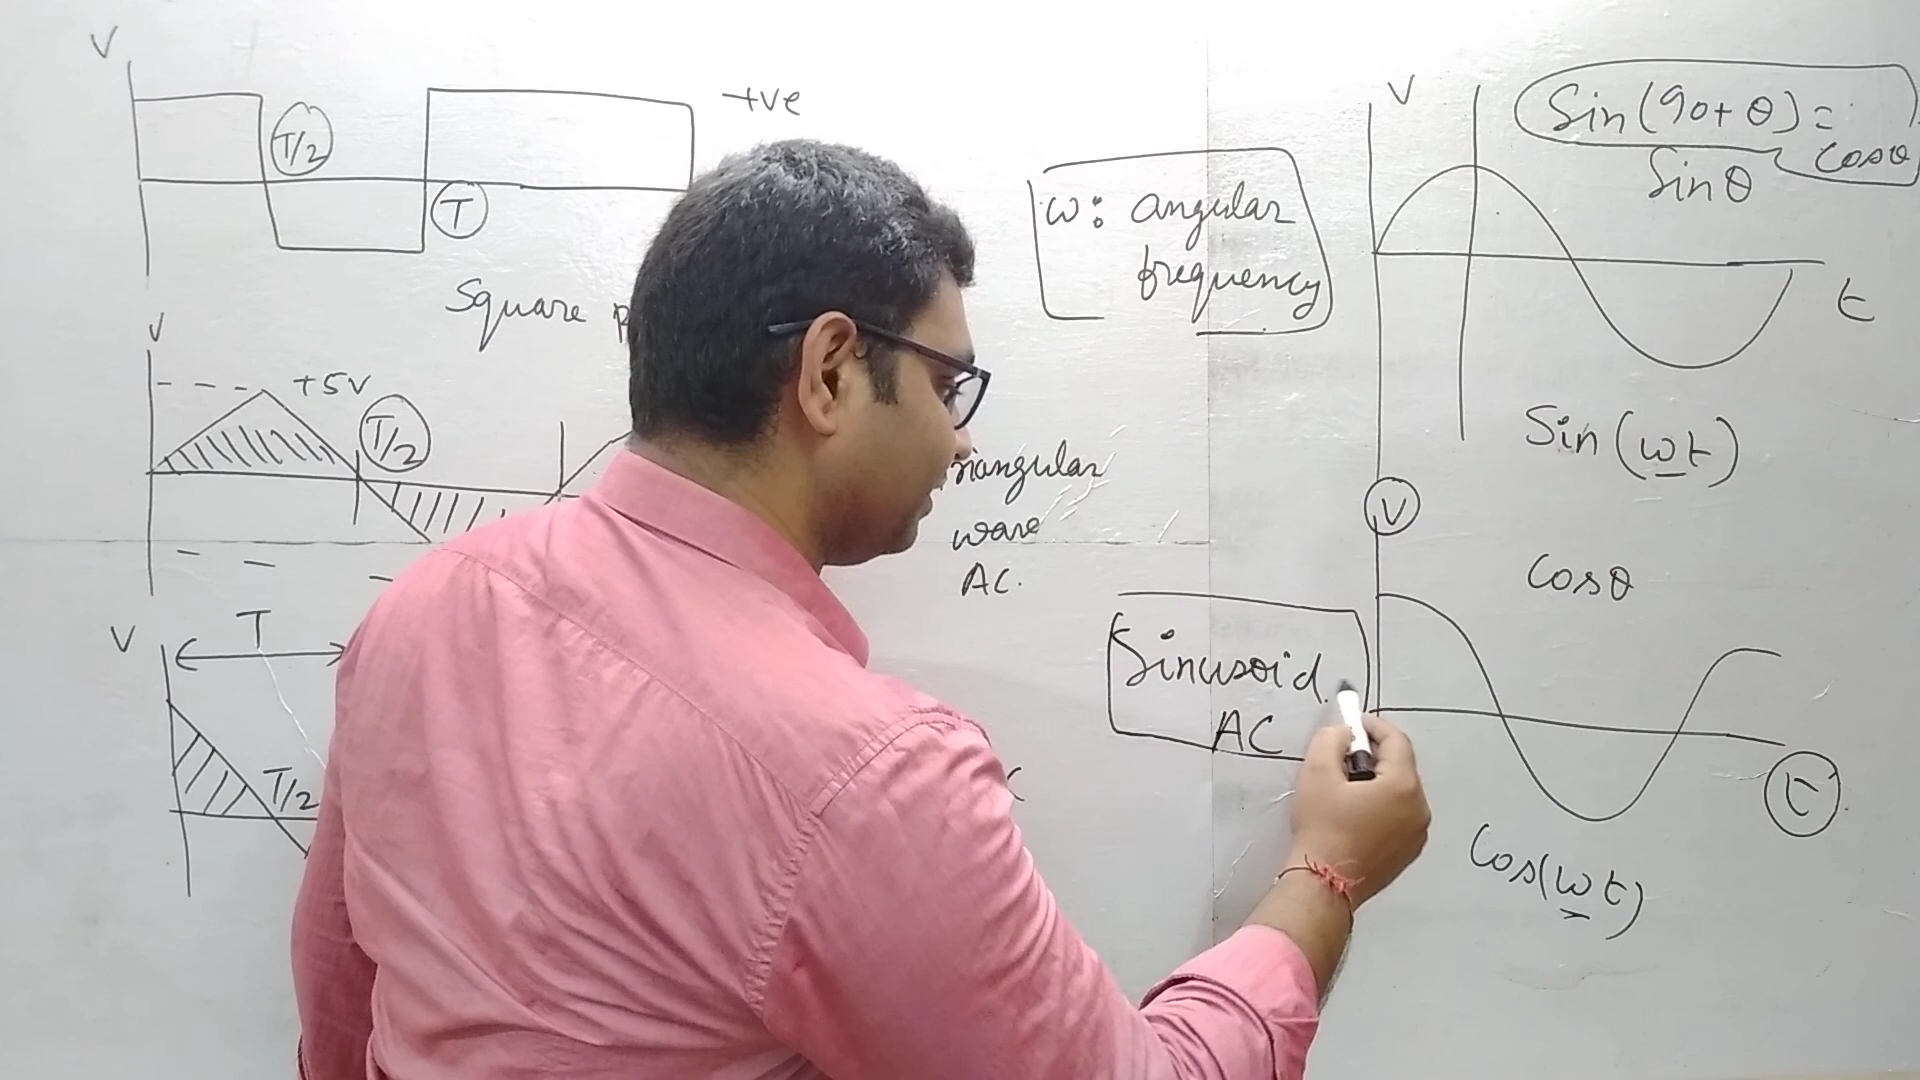 V
T/2
T
+ve
Square
V
+5V
T/2
triangular
wave
AC.
V
T
T/2
ω: angular
frequency
Sinusoid
AC
V
Sin(90+θ)=
cosθ
Sinθ
t
Sin(ωt)
V
Cosθ
t
Cos(ωt)